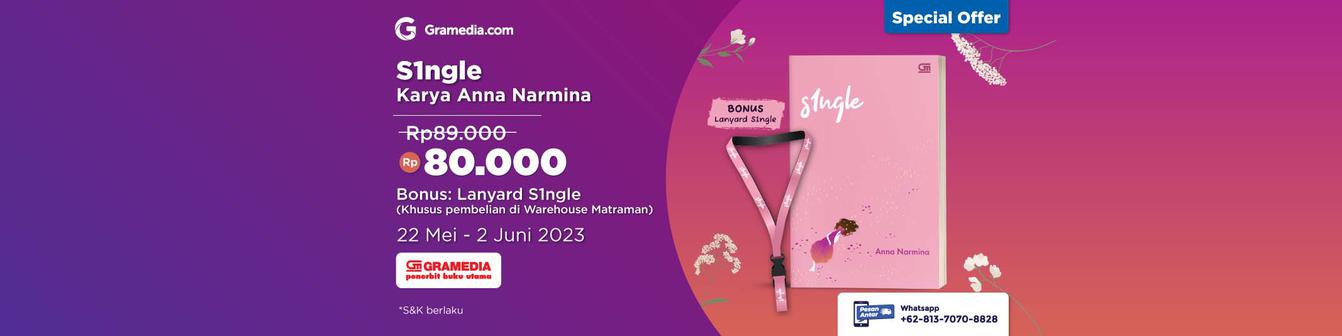 Gramedia.com
S1ngle
Karya Anna Narmina
Rp89.000
Rp 80.000
Bonus: Lanyard S1ngle
(Khusus pembelian di Warehouse Matraman)
22 Mei - 2 Juni 2023
GRAMEDIA
penerbit buku utama
*S&K berlaku
Special Offer
BONUS
Lanyard S1ngle
s1ngle
Anna Narmina
Pesan
Antar
Whatsapp
+62-813-7070-8828